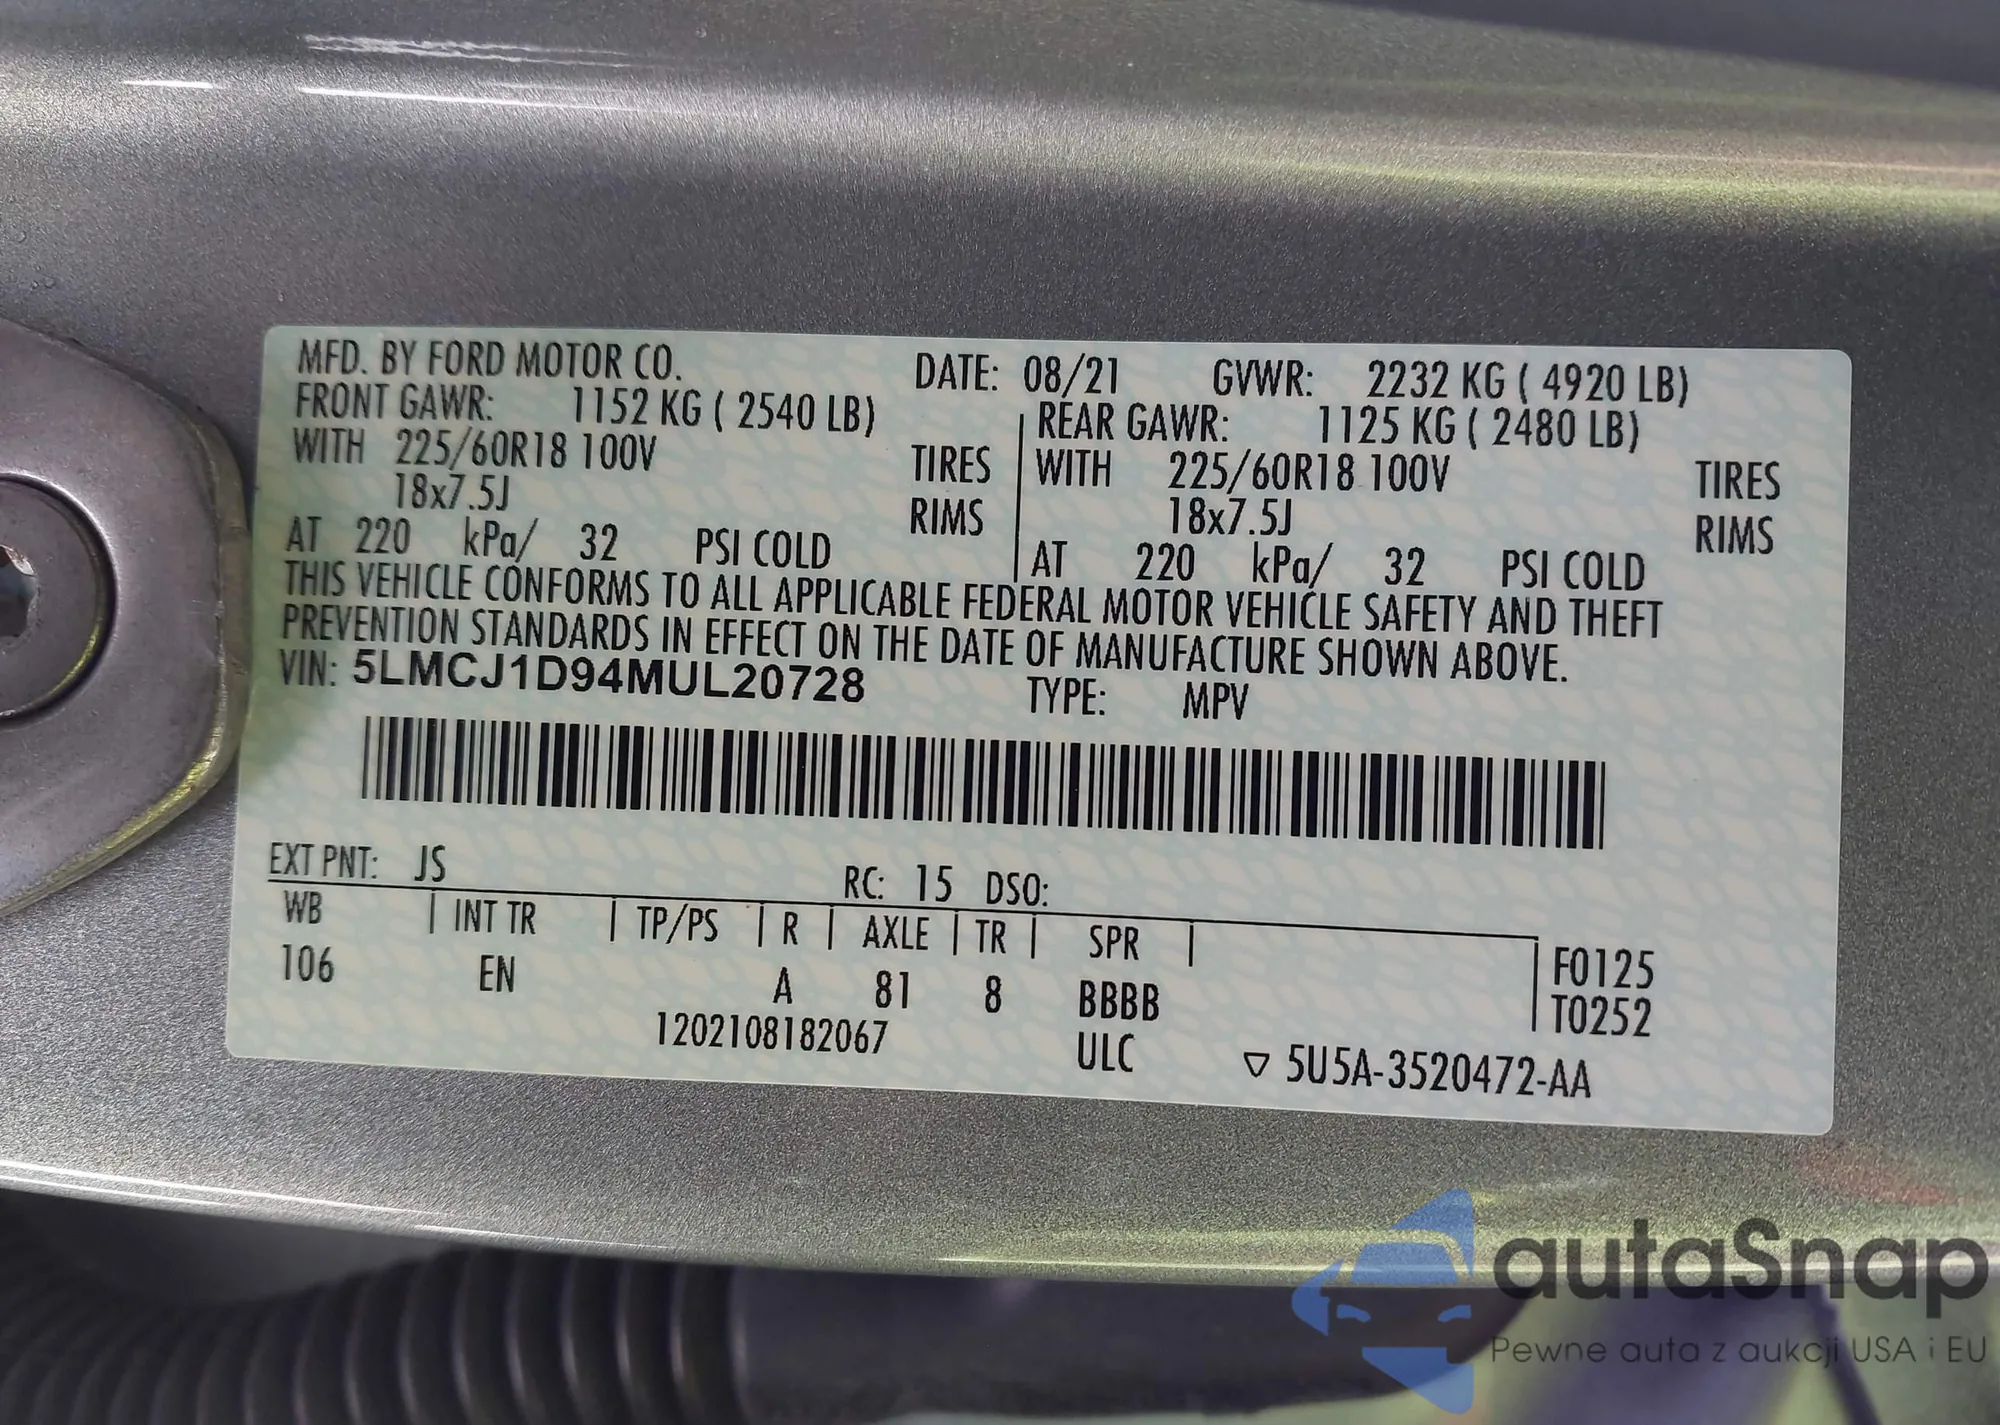 MFD. BY FORD MOTOR CO. DATE: 08/21 GVWR: 2232 KG ( 4920 LB)
FRONT GAWR: 1152 KG ( 2540 LB) REAR GAWR: 1125 KG ( 2480 LB)
WITH 225/60R18 100V TIRES WITH 225/60R18 100V TIRES
18x7.5J RIMS 18x7.5J RIMS
AT 220 kPa/ 32 PSI COLD AT 220 kPa/ 32 PSI COLD
THIS VEHICLE CONFORMS TO ALL APPLICABLE FEDERAL MOTOR VEHICLE SAFETY AND THEFT
PREVENTION STANDARDS IN EFFECT ON THE DATE OF MANUFACTURE SHOWN ABOVE.
VIN: 5LMCJ1D94MUL20728 TYPE: MPV
EXT PNT: JS RC: 15 DSO:
WB | INT TR | TP/PS | R | AXLE | TR | SPR | F0125
106 EN A 81 8 BBBB T0252
1202108182067 ULC ▽ 5U5A-3520472-AA
autaSnap
Pewne auta z aukcji USA i EU